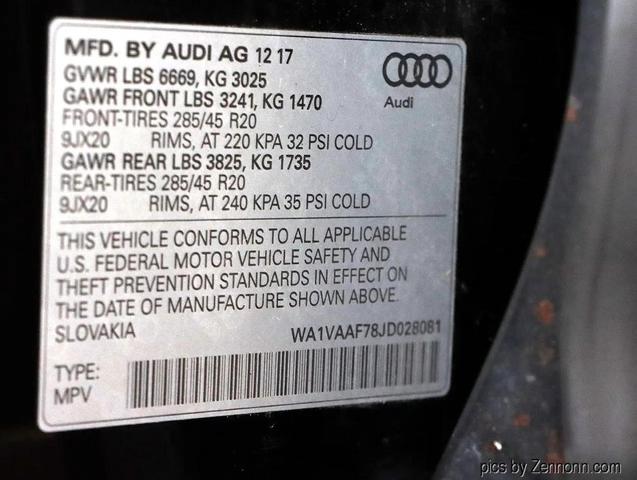 MFD. BY AUDI AG 12 17
GVWR LBS 6669, KG 3025
GAWR FRONT LBS 3241, KG 1470
FRONT-TIRES 285/45 R20
9JX20 RIMS, AT 220 KPA 32 PSI COLD
GAWR REAR LBS 3825, KG 1735
REAR-TIRES 285/45 R20
9JX20 RIMS, AT 240 KPA 35 PSI COLD
Audi
THIS VEHICLE CONFORMS TO ALL APPLICABLE
U.S. FEDERAL MOTOR VEHICLE SAFETY AND
THEFT PREVENTION STANDARDS IN EFFECT ON
THE DATE OF MANUFACTURE SHOWN ABOVE.
SLOVAKIA WA1VAAF78JD028081
TYPE:
MPV
pics by Zennonn.com